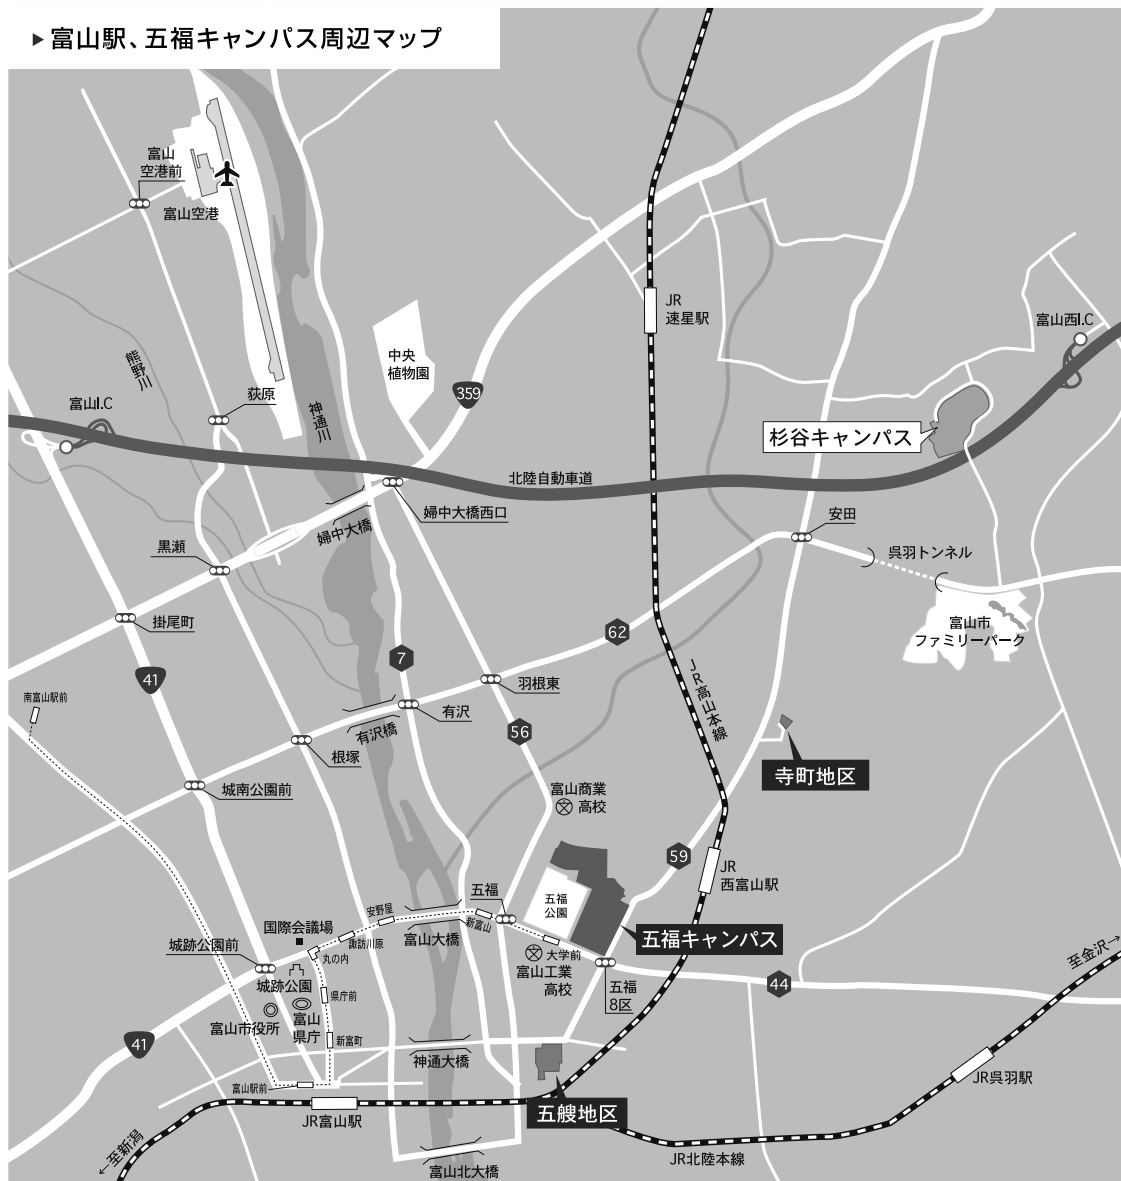 富山駅、五福キャンパス周辺マップ
富山
空港前
富山空港
JR
速星駅
富山西I.C
中央
植物園
359
熊野川
荻原
富山I.C
神通川
杉谷キャンパス
北陸自動車道
婦中大橋西口
安田
婦中大橋
黒瀬
呉羽トンネル
掛尾町
富山市
ファミリーパーク
62
7
41
羽根東
JR高山本線
南富山駅前
有沢
有沢橋
56
根塚
寺町地区
城南公園前
富山商業
高校
59
JR
西富山駅
五福
五福
公園
安野屋
新富山
国際会議場
富山大橋
五福キャンパス
諏訪川原
城跡公園前
丸の内
大学前
至金沢→
富山工業
高校
城跡公園
44
県庁前
五福
8区
富山
県庁
富山市役所
41
新富町
神通大橋
JR呉羽駅
富山駅前
五艘地区
JR富山駅
←至新潟
JR北陸本線
富山北大橋